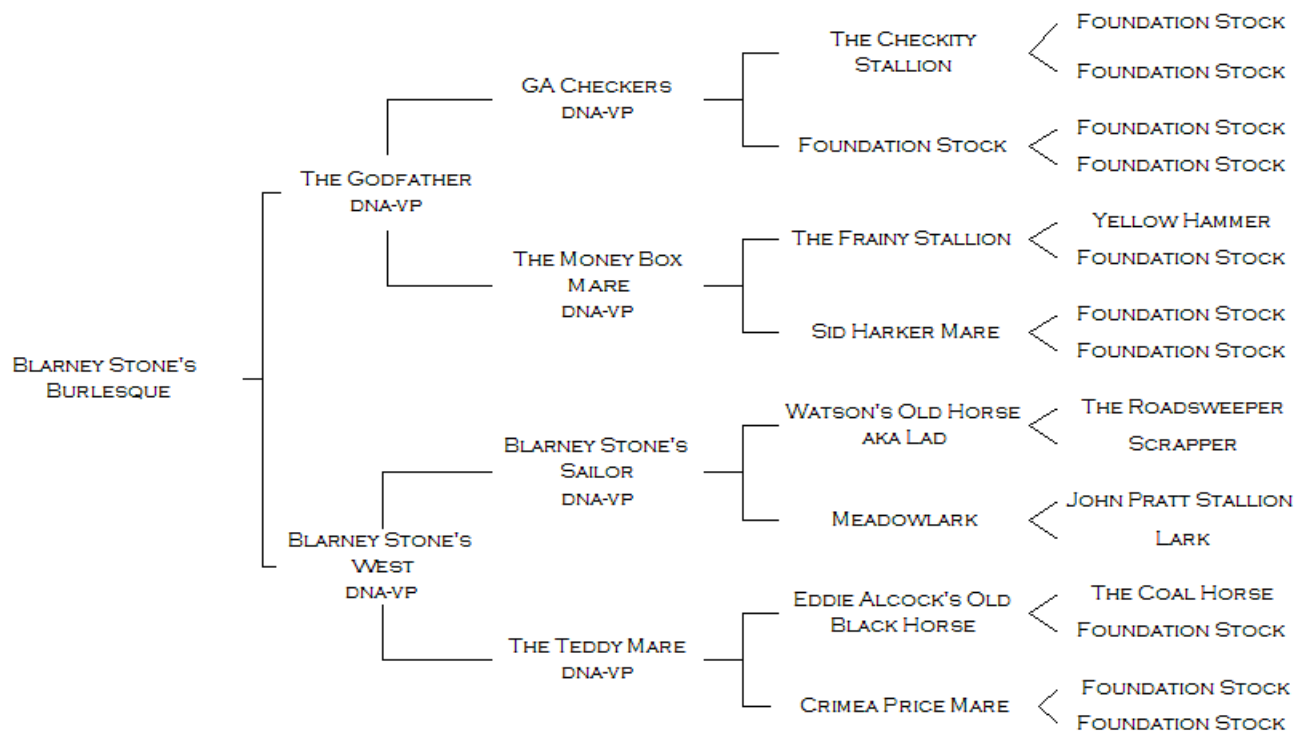 Blarney Stone's
Burlesque
The Godfather
DNA-VP
Blarney Stone's
West
DNA-VP
GA Checkers
DNA-VP
The Money Box
Mare
DNA-VP
Blarney Stone's
Sailor
DNA-VP
The Teddy Mare
DNA-VP
The Checkity
Stallion
Foundation Stock
The Frainy Stallion
Sid Harker Mare
Watson's Old Horse
aka Lad
Meadowlark
Eddie Alcock's Old
Black Horse
Crimea Price Mare
Foundation Stock
Foundation Stock
Foundation Stock
Foundation Stock
Yellow Hammer
Foundation Stock
Foundation Stock
Foundation Stock
The Roadsweeper
Scrapper
John Pratt Stallion
Lark
The Coal Horse
Foundation Stock
Foundation Stock
Foundation Stock